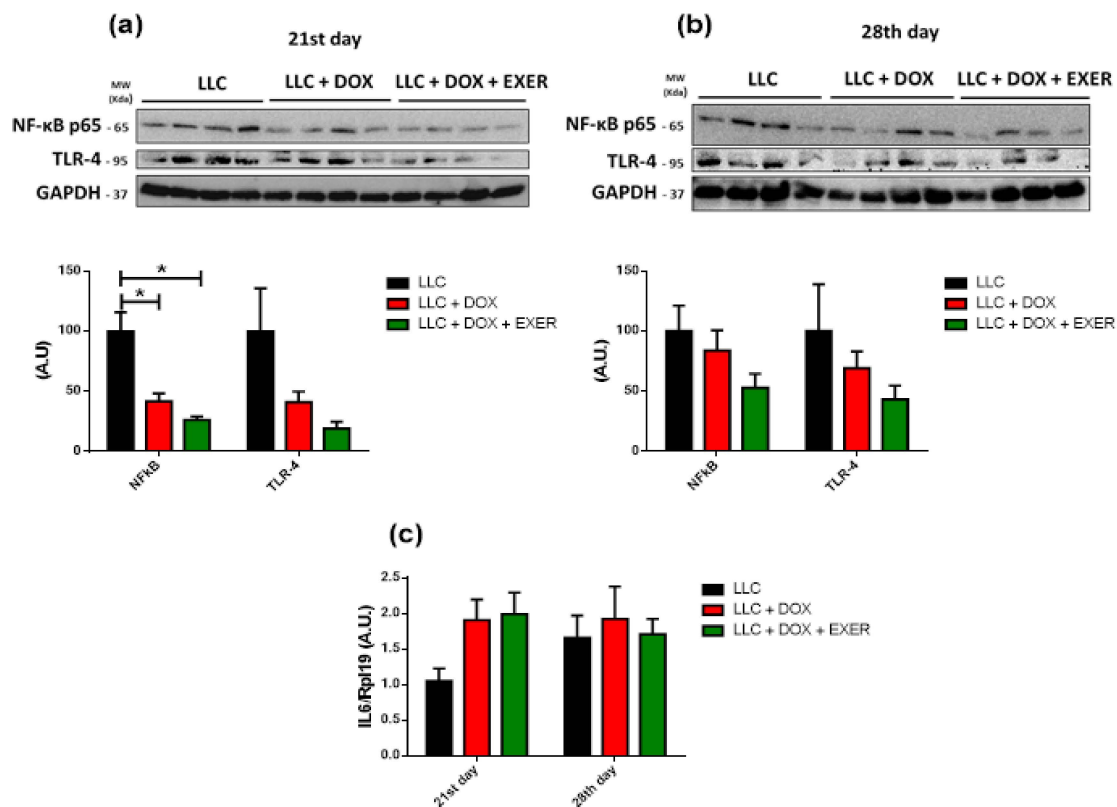 (a)
21st day
MW
(Kda)
LLC
LLC + DOX
LLC + DOX + EXER
NF-κB p65
- 65
TLR-4
- 95
GAPDH
- 37
150
100
50
0
(A.U)
*
*
NFkB
TLR-4
LLC
LLC + DOX
LLC + DOX + EXER
(b)
28th day
MW
(Kda)
LLC
LLC + DOX
LLC + DOX + EXER
NF-κB p65
- 65
TLR-4
- 95
GAPDH
- 37
150
100
50
0
(A.U.)
NFkB
TLR-4
LLC
LLC + DOX
LLC + DOX + EXER
(c)
2.5
2.0
1.5
1.0
0.5
0.0
IL6/Rpl19 (A.U.)
21st day
28th day
LLC
LLC + DOX
LLC + DOX + EXER